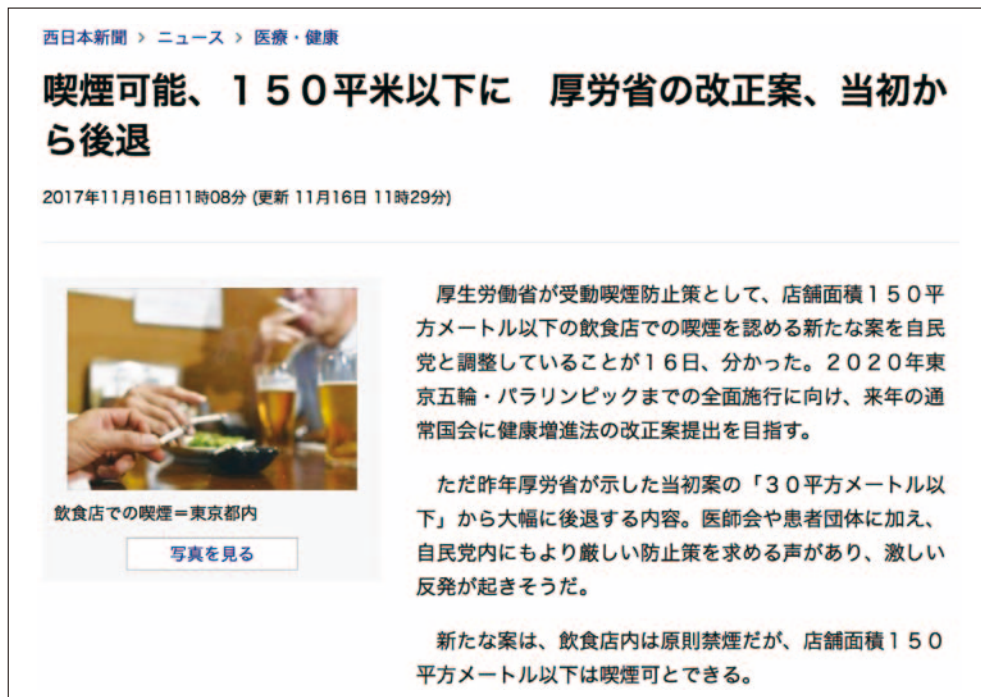 西日本新聞 > ニュース > 医療・健康
喫煙可能、１５０平米以下に　厚労省の改正案、当初か
ら後退
2017年11月16日11時08分 (更新 11月16日 11時29分)
飲食店での喫煙＝東京都内
写真を見る
　厚生労働省が受動喫煙防止策として、店舗面積１５０平
方メートル以下の飲食店での喫煙を認める新たな案を自民
党と調整していることが１６日、分かった。２０２０年東
京五輪・パラリンピックまでの全面施行に向け、来年の通
常国会に健康増進法の改正案提出を目指す。
　ただ昨年厚労省が示した当初案の「３０平方メートル以
下」から大幅に後退する内容。医師会や患者団体に加え、
自民党内にもより厳しい防止策を求める声があり、激しい
反発が起きそうだ。
　新たな案は、飲食店内は原則禁煙だが、店舗面積１５０
平方メートル以下は喫煙可とできる。